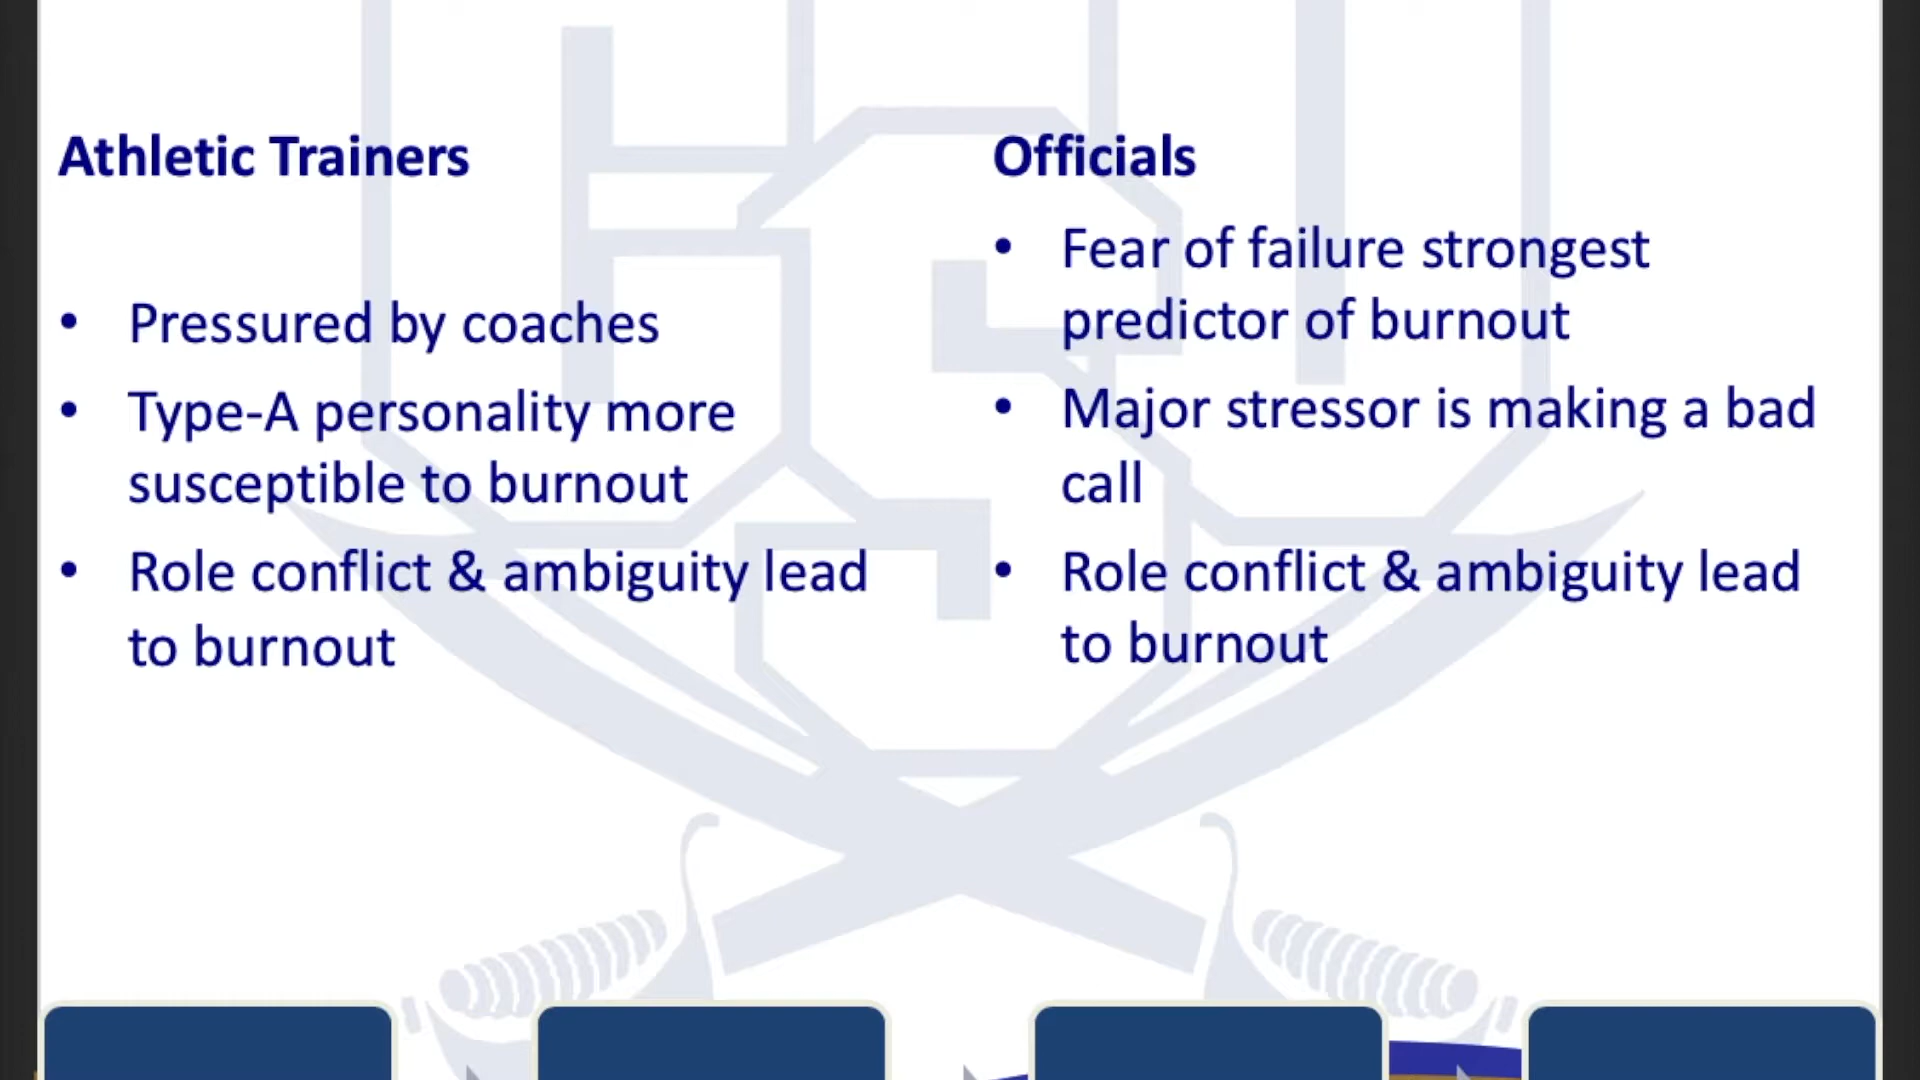 Athletic Trainers
• Pressured by coaches
• Type-A personality more
susceptible to burnout
• Role conflict & ambiguity lead
to burnout
Officials
• Fear of failure strongest
predictor of burnout
• Major stressor is making a bad
call
• Role conflict & ambiguity lead
to burnout